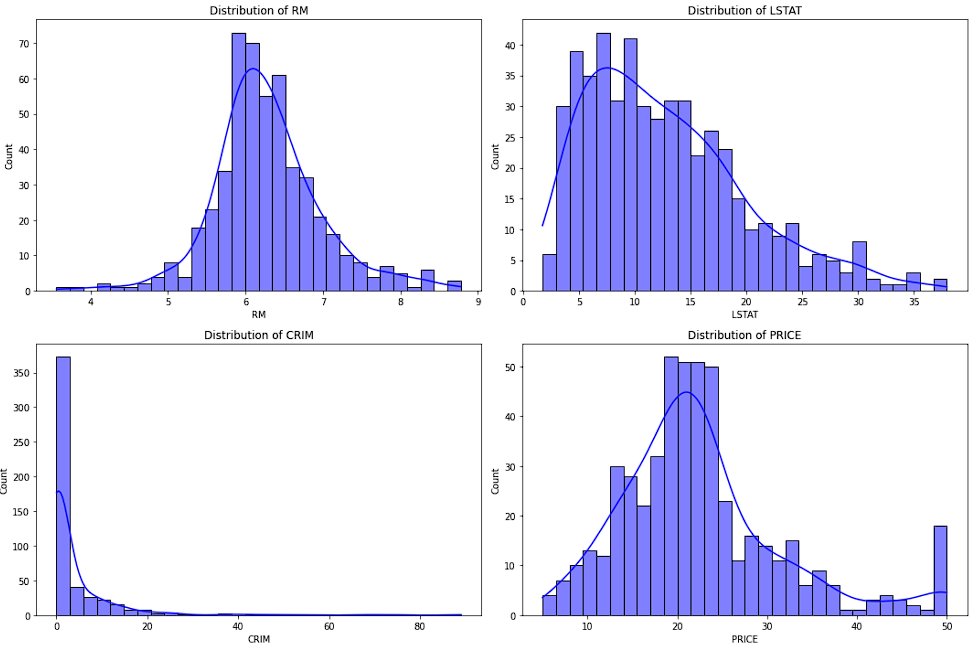 Distribution of RM
Count
70
60
50
40
30
20
10
0
4 5 6 7 8 9
RM
Distribution of LSTAT
Count
40
35
30
25
20
15
10
5
0
0 5 10 15 20 25 30 35
LSTAT
Distribution of CRIM
Count
350
300
250
200
150
100
50
0
0 20 40 60 80
CRIM
Distribution of PRICE
Count
50
40
30
20
10
0
10 20 30 40 50
PRICE